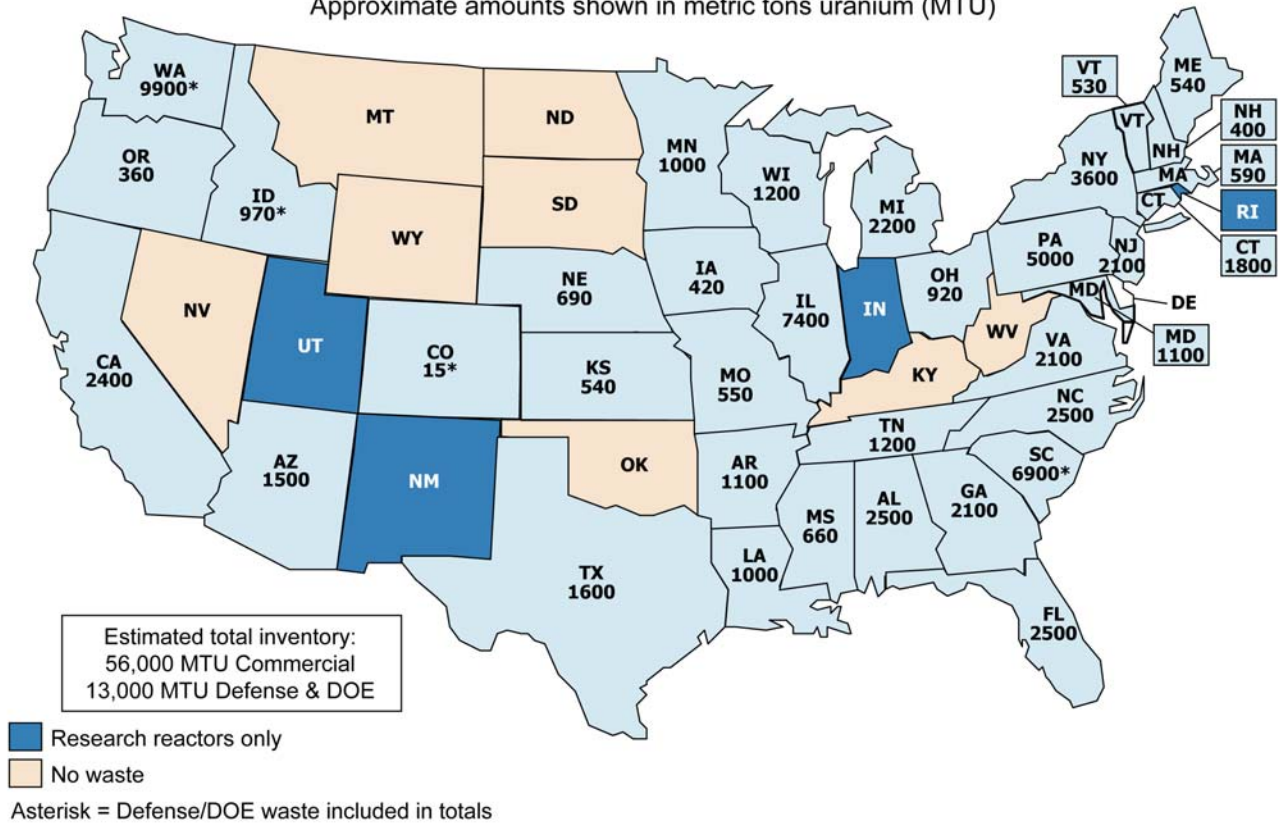 Approximate amounts shown in metric tons uranium (MTU)
WA
9900*
MT
ND
MN
1000
VT
530
ME
540
NH
400
VT
NH
MA
590
MA
NY
3600
OR
360
ID
970*
WI
1200
MI
2200
SD
WY
RI
CT
CT
1800
PA
5000
NJ
2100
NE
690
IA
420
OH
920
IL
7400
IN
MD
DE
MD
1100
NV
UT
CO
15*
WV
VA
2100
CA
2400
KS
540
MO
550
KY
NC
2500
TN
1200
AZ
1500
NM
OK
AR
1100
SC
6900*
MS
660
AL
2500
GA
2100
TX
1600
LA
1000
FL
2500
Estimated total inventory:
56,000 MTU Commercial
13,000 MTU Defense & DOE
Research reactors only
No waste
Asterisk = Defense/DOE waste included in totals